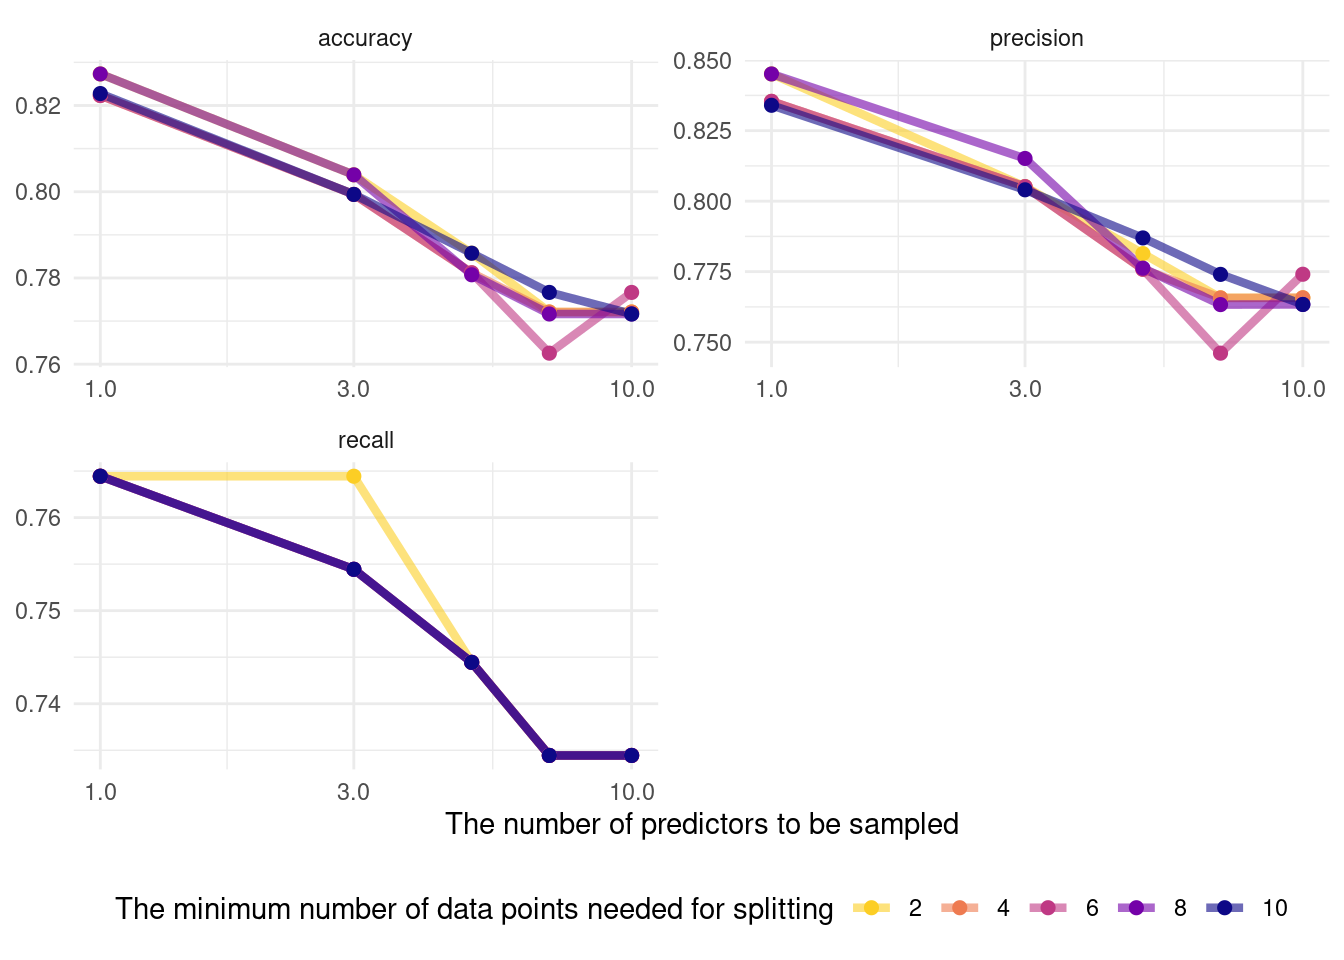 accuracy
0.82
0.80
0.78
0.76
1.0 3.0 10.0
precision
0.850
0.825
0.800
0.775
0.750
1.0 3.0 10.0
recall
0.76
0.75
0.74
1.0 3.0 10.0
The number of predictors to be sampled
The minimum number of data points needed for splitting 2 4 6 8 10